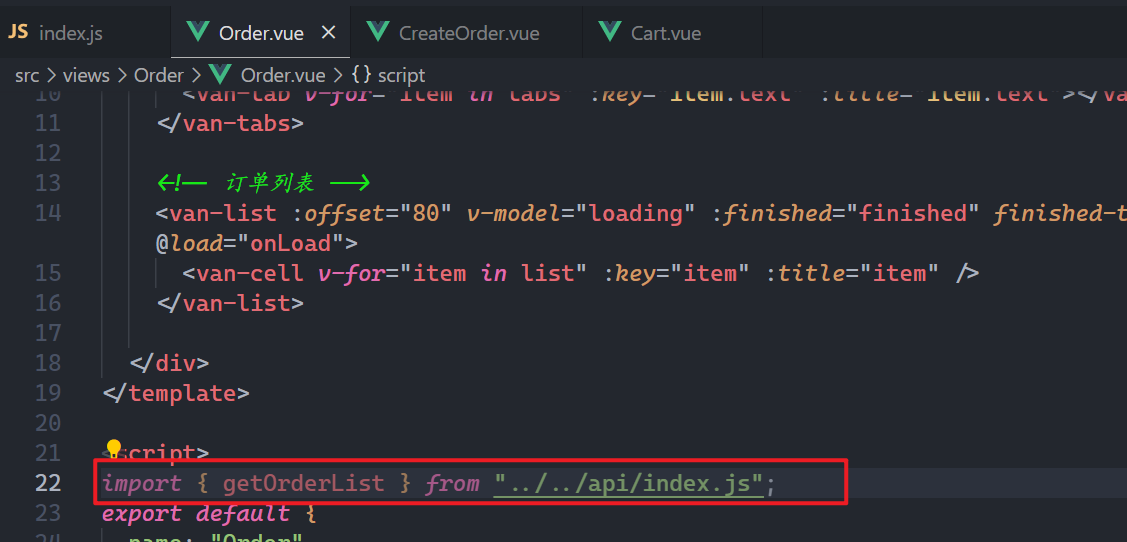 JS index.js Order.vue × CreateOrder.vue Cart.vue
src > views > Order > Order.vue > {} script
10 <van-tab v-for="item in tabs" :key="item.text" :title="item.text"></va
11 </van-tabs>
12
13 <!-- 订单列表 -->
14 <van-list :offset="80" v-model="loading" :finished="finished" finished-t
@load="onLoad">
15 <van-cell v-for="item in list" :key="item" :title="item" />
16 </van-list>
17
18 </div>
19 </template>
20
21 <script>
22 import { getOrderList } from "../../api/index.js";
23 export default {
24 name: "Order"